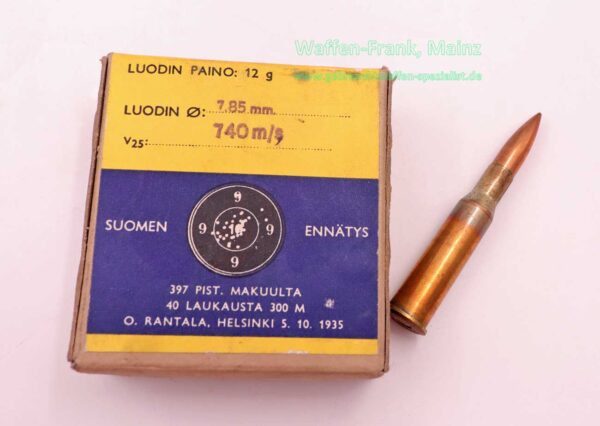 Waffen-Frank, Mainz
LUODIN PAINO: 12 g
LUODIN Ø: 7.85 mm.
V25: 740 m/s
9
SUOMEN 9 10 9 ENNÄTYS
9
397 PIST. MAKUULTA
40 LAUKAUSTA 300 M
O. RANTALA, HELSINKI 5. 10. 1935